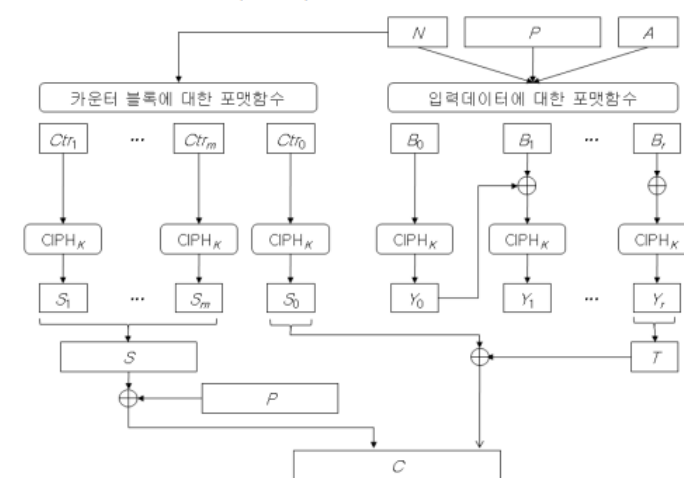 N P A
카운터 블록에 대한 포맷함수 입력데이터에 대한 포맷함수
Ctr1 ... Ctrm Ctr0 B0 B1 ... Br
CIPHK CIPHK CIPHK CIPHK CIPHK CIPHK
S1 ... Sm S0 Y0 Y1 ... Yr
S T
P
C